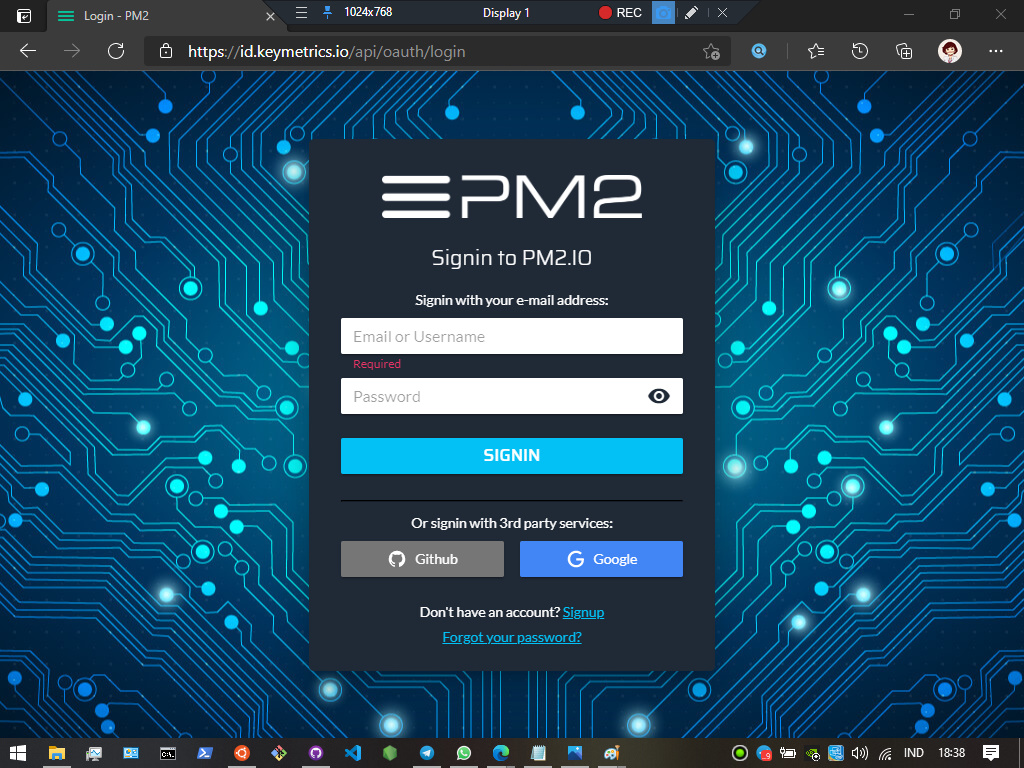 Login - PM2
1024x768
Display 1
REC
https://id.keymetrics.io/api/oauth/login
PM2
Signin to PM2.IO
Signin with your e-mail address:
Email or Username
Required
Password
SIGNIN
Or signin with 3rd party services:
Github
Google
Don't have an account? Signup
Forgot your password?
IND
18:38